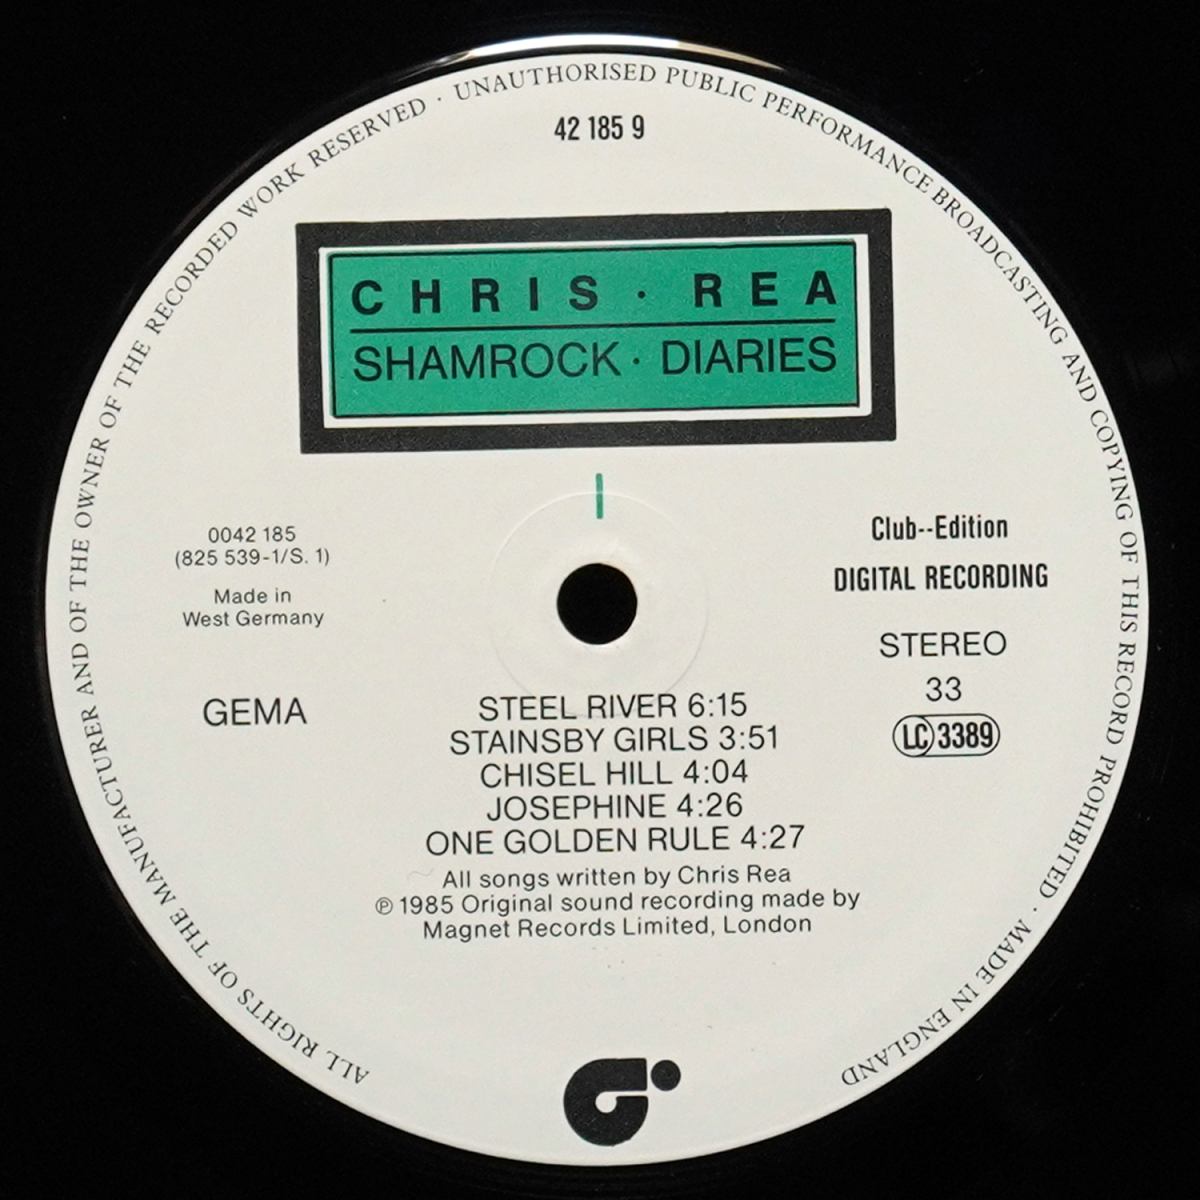 ALL RIGHTS OF THE MANUFACTURER AND OF THE OWNER OF THE RECORDED WORK RESERVED · UNAUTHORISED PUBLIC PERFORMANCE BROADCASTING AND COPYING OF THIS RECORD PROHIBITED · MADE IN ENGLAND
42 185 9
CHRIS · REA
SHAMROCK · DIARIES
0042 185
(825 539-1/S. 1)
Made in
West Germany
GEMA
Club--Edition
DIGITAL RECORDING
STEREO
33
LC 3389
STEEL RIVER 6:15
STAINSBY GIRLS 3:51
CHISEL HILL 4:04
JOSEPHINE 4:26
ONE GOLDEN RULE 4:27
All songs written by Chris Rea
℗ 1985 Original sound recording made by
Magnet Records Limited, London